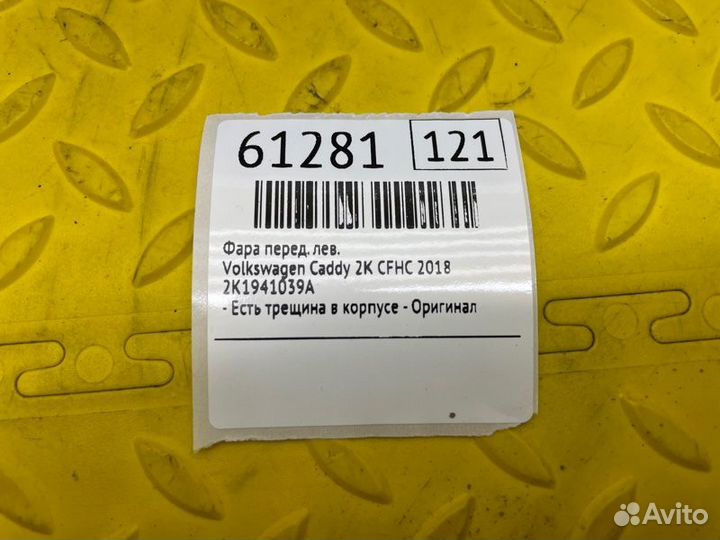 61281 121
Фара перед. лев.
Volkswagen Caddy 2K CFHC 2018
2K1941039A
- Есть трещина в корпусе - Оригинал
Avito